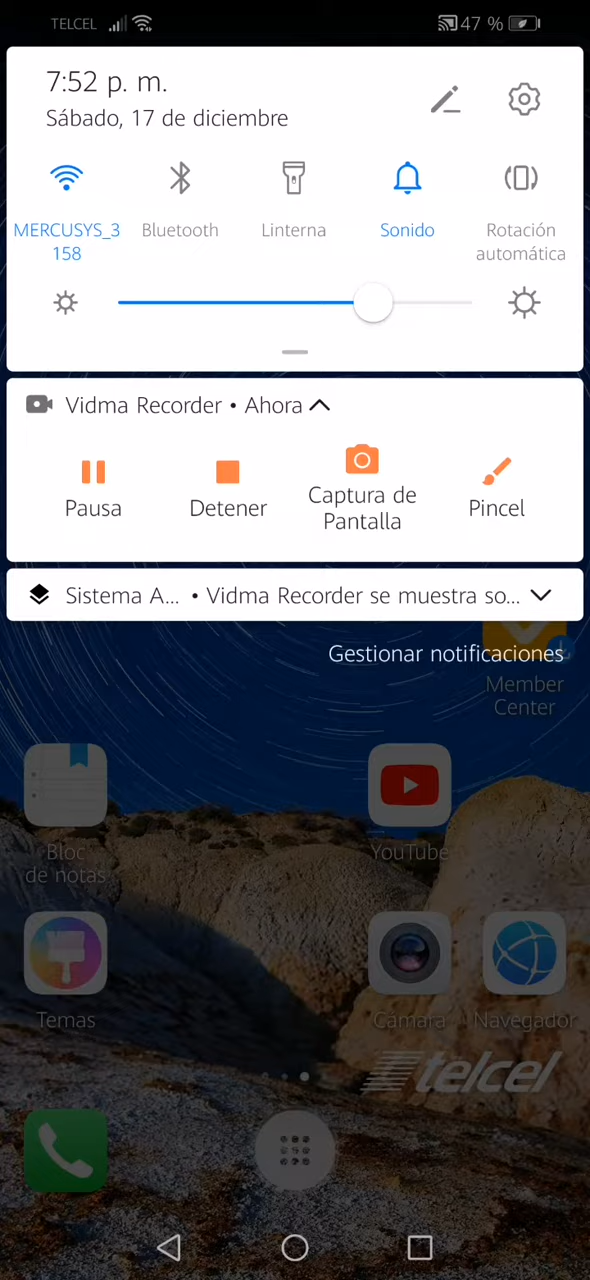 TELCEL
47 %
7:52 p. m.
Sábado, 17 de diciembre
MERCUSYS_3
158
Bluetooth
Linterna
Sonido
Rotación
automática
Vidma Recorder • Ahora
Pausa
Detener
Captura de
Pantalla
Pincel
Sistema A... • Vidma Recorder se muestra so...
Gestionar notificaciones
Member
Center
Bloc
de notas
YouTube
Temas
Cámara
Navegador
telcel